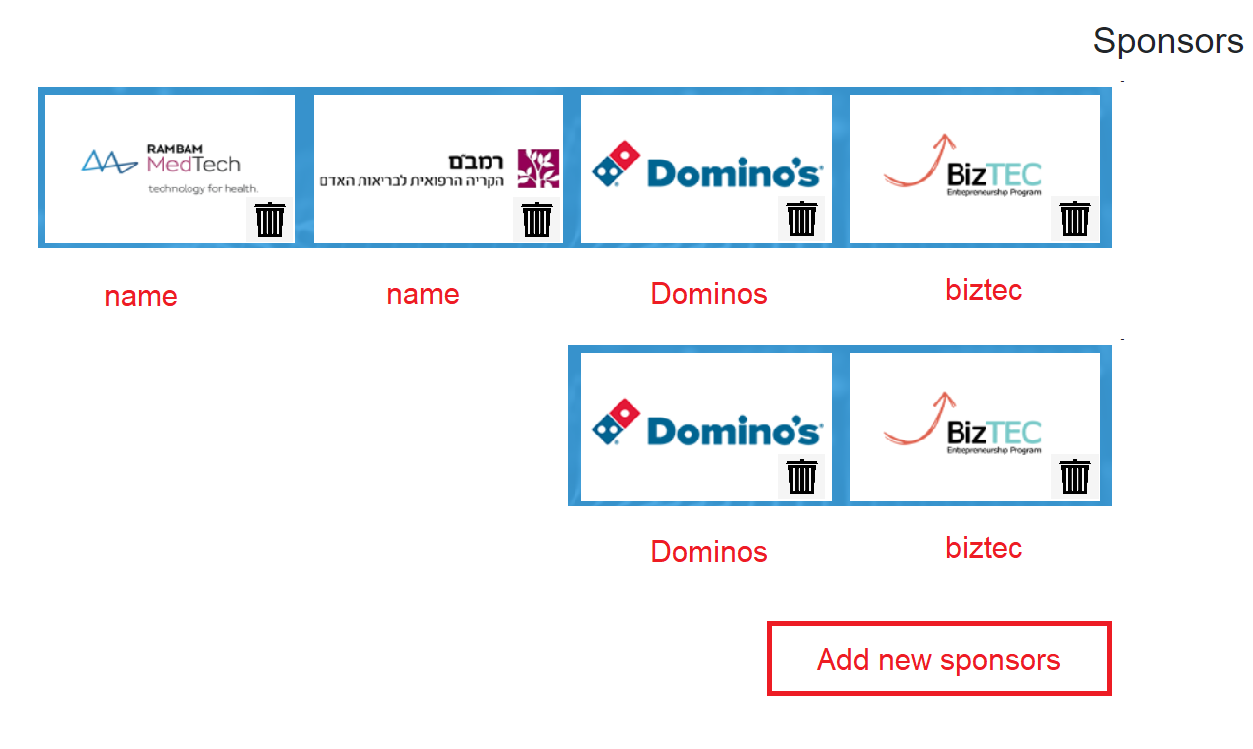 Sponsors
RAMBAM
MedTech
technology for health.
רמב"ם
הקריה הרפואית לבריאות האדם
Domino's
BizTEC
Entrepreneurship Program
name
name
Dominos
biztec
Domino's
BizTEC
Entrepreneurship Program
Dominos
biztec
Add new sponsors